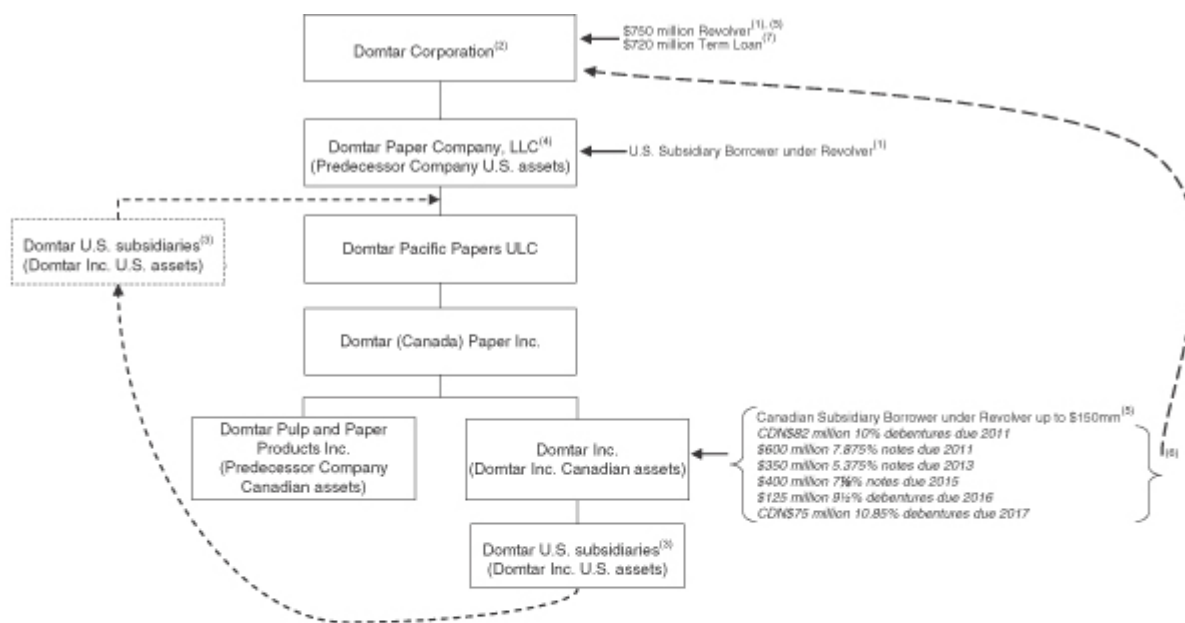 Domtar Corporation(2)
$750 million Revolver(1), (5)
$720 million Term Loan(7)
Domtar Paper Company, LLC(4)
(Predecessor Company U.S. assets)
U.S. Subsidiary Borrower under Revolver(1)
Domtar U.S. subsidiaries(3)
(Domtar Inc. U.S. assets)
Domtar Pacific Papers ULC
Domtar (Canada) Paper Inc.
Domtar Pulp and Paper
Products Inc.
(Predecessor Company
Canadian assets)
Domtar Inc.
(Domtar Inc. Canadian assets)
Canadian Subsidiary Borrower under Revolver up to $150mm(5)
CDN$82 million 10% debentures due 2011
$600 million 7.875% notes due 2011
$350 million 5.375% notes due 2013
$400 million 7⅛% notes due 2015
$125 million 9½% debentures due 2016
CDN$75 million 10.85% debentures due 2017
(6)
Domtar U.S. subsidiaries(3)
(Domtar Inc. U.S. assets)